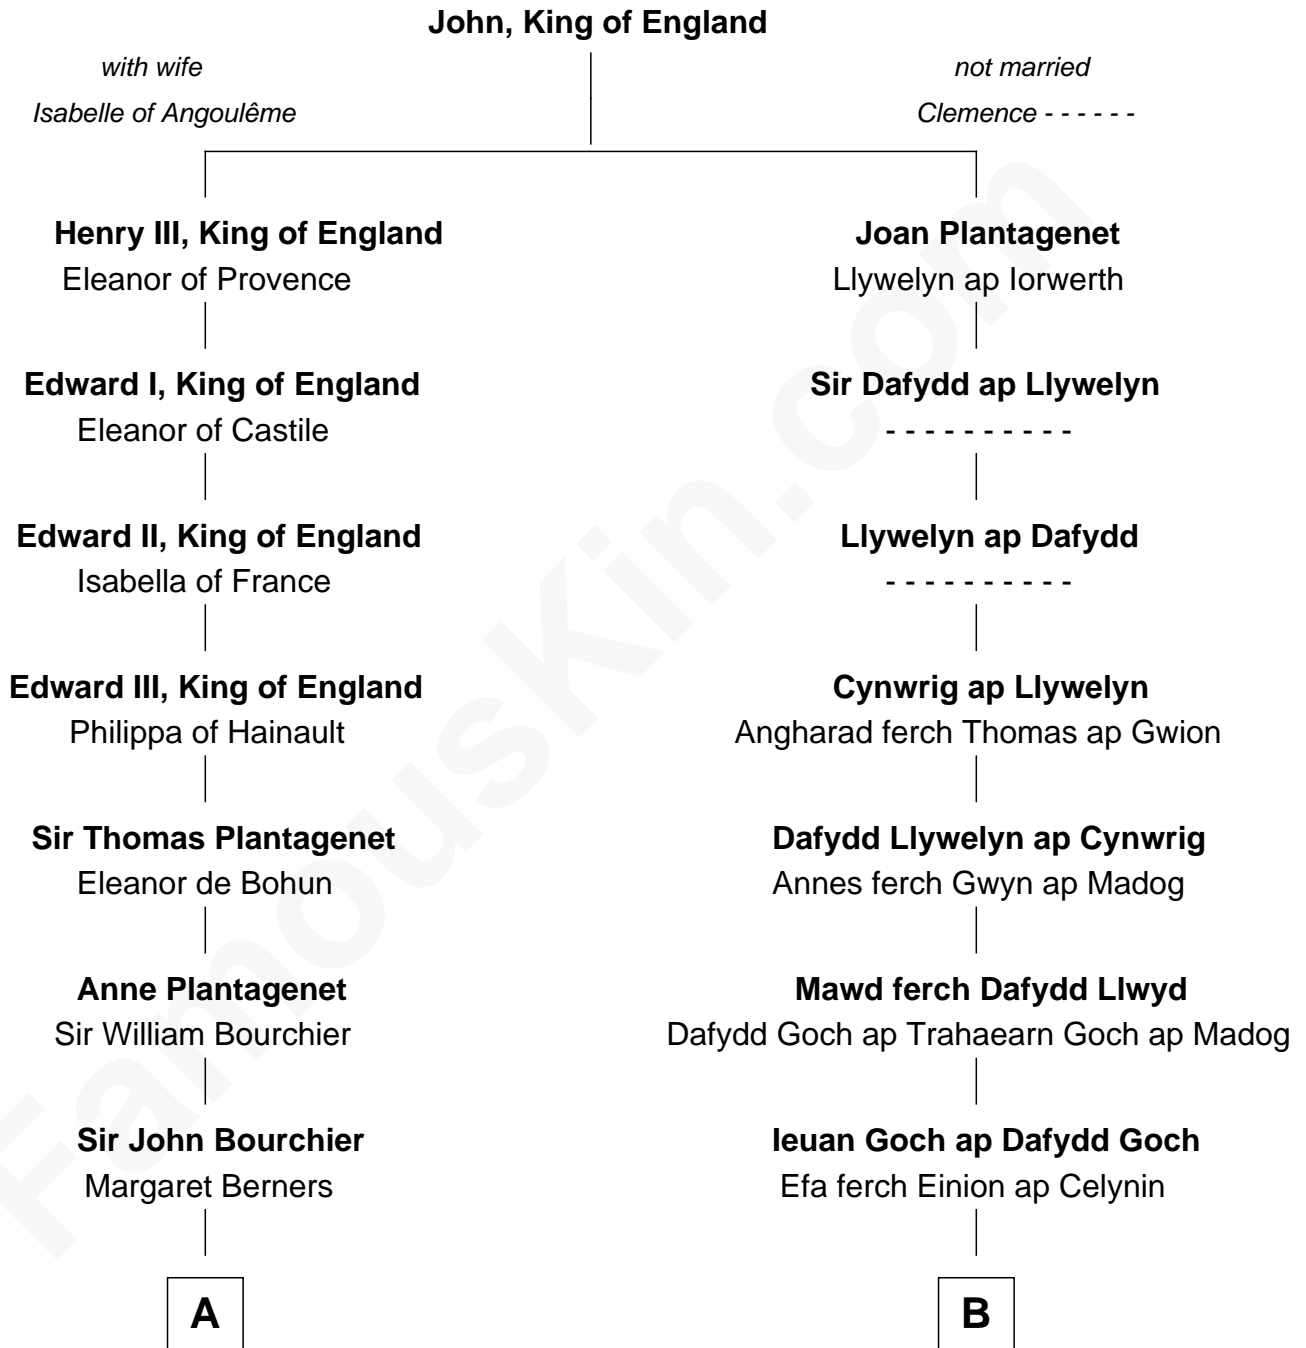 John, King of England
with wife
Isabelle of Angoulême
not married
Clemence - - - - - -
Henry III, King of England
Eleanor of Provence
Joan Plantagenet
Llywelyn ap Iorwerth
Edward I, King of England
Eleanor of Castile
Sir Dafydd ap Llywelyn
- - - - - - - - - -
Edward II, King of England
Isabella of France
Llywelyn ap Dafydd
- - - - - - - - - -
Edward III, King of England
Philippa of Hainault
Cynwrig ap Llywelyn
Angharad ferch Thomas ap Gwion
Sir Thomas Plantagenet
Eleanor de Bohun
Dafydd Llywelyn ap Cynwrig
Annes ferch Gwyn ap Madog
Anne Plantagenet
Sir William Bourchier
Mawd ferch Dafydd Llwyd
Dafydd Goch ap Trahaearn Goch ap Madog
Sir John Bourchier
Margaret Berners
Ieuan Goch ap Dafydd Goch
Efa ferch Einion ap Celynin
A
B
FamousKin.com